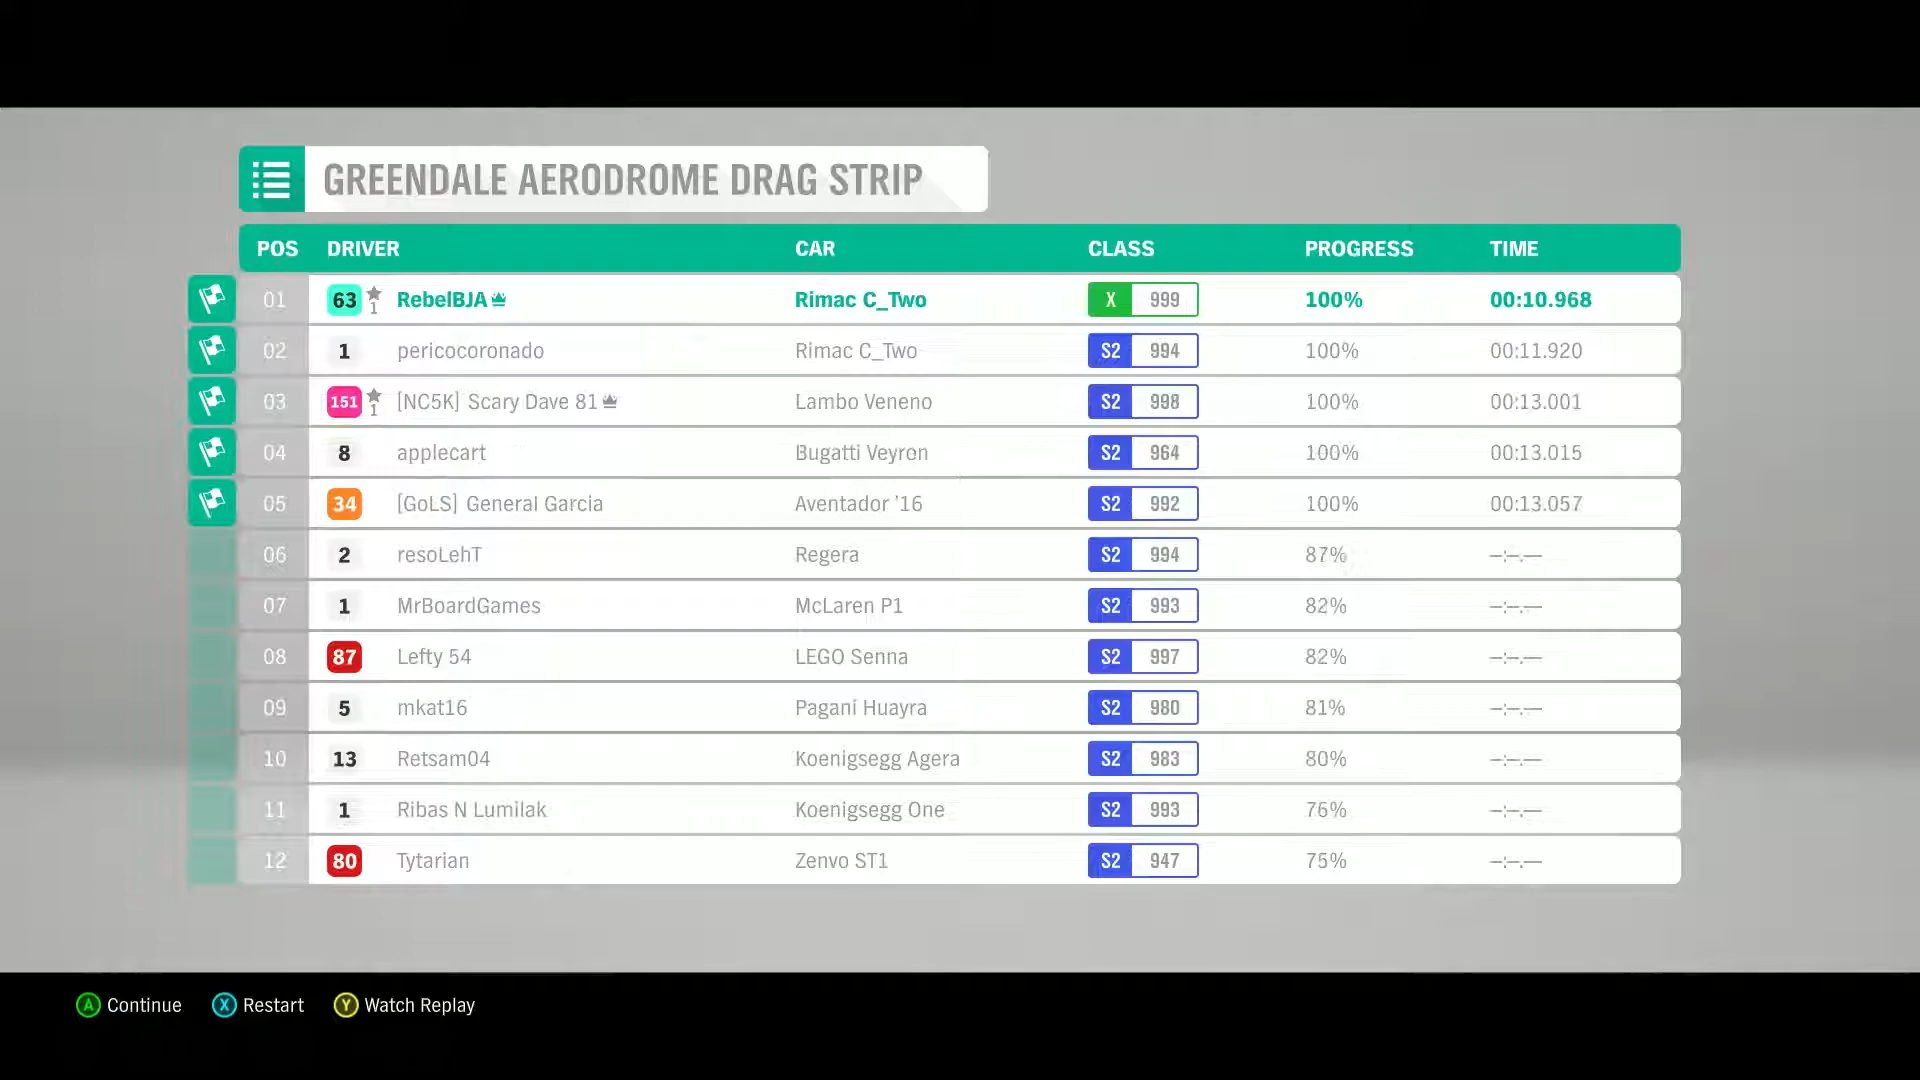 GREENDALE AERODROME DRAG STRIP
POS DRIVER CAR CLASS PROGRESS TIME
01 63 1 RebelBJA Rimac C_Two X 999 100% 00:10.968
02 1 pericocoronado Rimac C_Two S2 994 100% 00:11.920
03 151 1 [NC5K] Scary Dave 81 Lambo Veneno S2 998 100% 00:13.001
04 8 applecart Bugatti Veyron S2 964 100% 00:13.015
05 34 [GoLS] General Garcia Aventador '16 S2 992 100% 00:13.057
06 2 resoLehT Regera S2 994 87% --:--.---
07 1 MrBoardGames McLaren P1 S2 993 82% --:--.---
08 87 Lefty 54 LEGO Senna S2 997 82% --:--.---
09 5 mkat16 Pagani Huayra S2 980 81% --:--.---
10 13 Retsam04 Koenigsegg Agera S2 983 80% --:--.---
11 1 Ribas N Lumilak Koenigsegg One S2 993 76% --:--.---
12 80 Tytarian Zenvo ST1 S2 947 75% --:--.---
A Continue X Restart Y Watch Replay